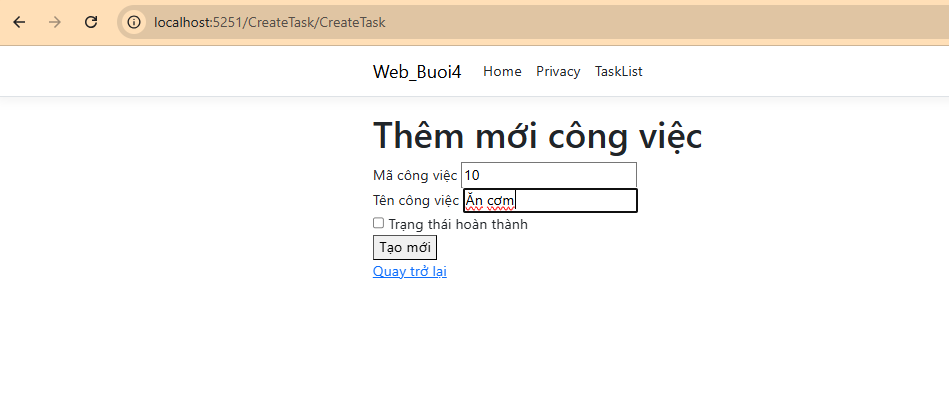 localhost:5251/CreateTask/CreateTask
Web_Buoi4 Home Privacy TaskList
Thêm mới công việc
Mã công việc 10
Tên công việc Ăn cơm
Trạng thái hoàn thành
Tạo mới
Quay trở lại